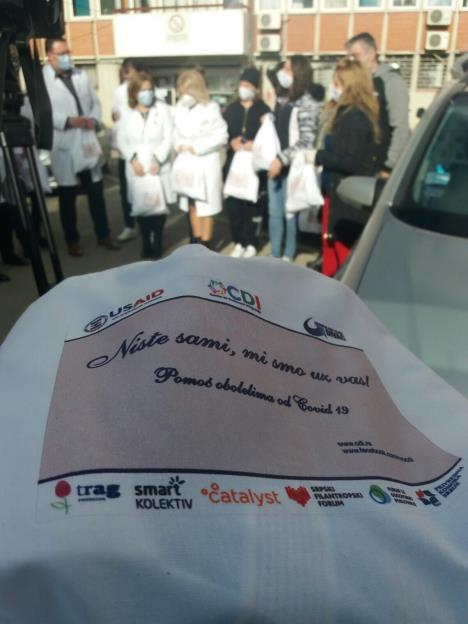 USAID
CDI
Niste sami, mi smo uz vas!
Pomoć obolelima od Covid 19
www.cdi.rs
trag
smart
KOLEKTIV
catalyst
SRPSKI
FILANTROPSKI
FORUM